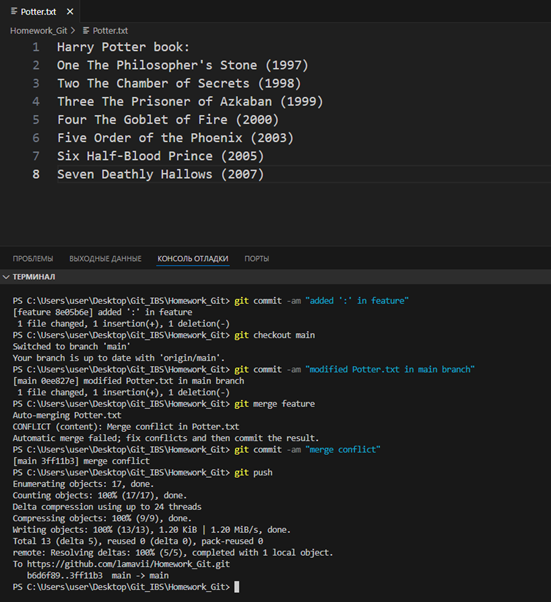 Potter.txt
Homework_Git > Potter.txt
1 Harry Potter book:
2 One The Philosopher's Stone (1997)
3 Two The Chamber of Secrets (1998)
4 Three The Prisoner of Azkaban (1999)
5 Four The Goblet of Fire (2000)
6 Five Order of the Phoenix (2003)
7 Six Half-Blood Prince (2005)
8 Seven Deathly Hallows (2007)
ПРОБЛЕМЫ ВЫХОДНЫЕ ДАННЫЕ КОНСОЛЬ ОТЛАДКИ ПОРТЫ
ТЕРМИНАЛ
PS C:\Users\user\Desktop\Git_IBS\Homework_Git> git commit -am "added ':' in feature"
[feature 8e05b6e] added ':' in feature
1 file changed, 1 insertion(+), 1 deletion(-)
PS C:\Users\user\Desktop\Git_IBS\Homework_Git> git checkout main
Switched to branch 'main'
Your branch is up to date with 'origin/main'.
PS C:\Users\user\Desktop\Git_IBS\Homework_Git> git commit -am "modified Potter.txt in main branch"
[main 0ee827e] modified Potter.txt in main branch
1 file changed, 1 insertion(+), 1 deletion(-)
PS C:\Users\user\Desktop\Git_IBS\Homework_Git> git merge feature
Auto-merging Potter.txt
CONFLICT (content): Merge conflict in Potter.txt
Automatic merge failed; fix conflicts and then commit the result.
PS C:\Users\user\Desktop\Git_IBS\Homework_Git> git commit -am "merge conflict"
[main 3ff11b3] merge conflict
PS C:\Users\user\Desktop\Git_IBS\Homework_Git> git push
Enumerating objects: 17, done.
Counting objects: 100% (17/17), done.
Delta compression using up to 24 threads
Compressing objects: 100% (9/9), done.
Writing objects: 100% (13/13), 1.20 KiB | 1.20 MiB/s, done.
Total 13 (delta 5), reused 0 (delta 0), pack-reused 0
remote: Resolving deltas: 100% (5/5), completed with 1 local object.
To https://github.com/lamavii/Homework_Git.git
b6d6f89..3ff11b3 main -> main
PS C:\Users\user\Desktop\Git_IBS\Homework_Git>